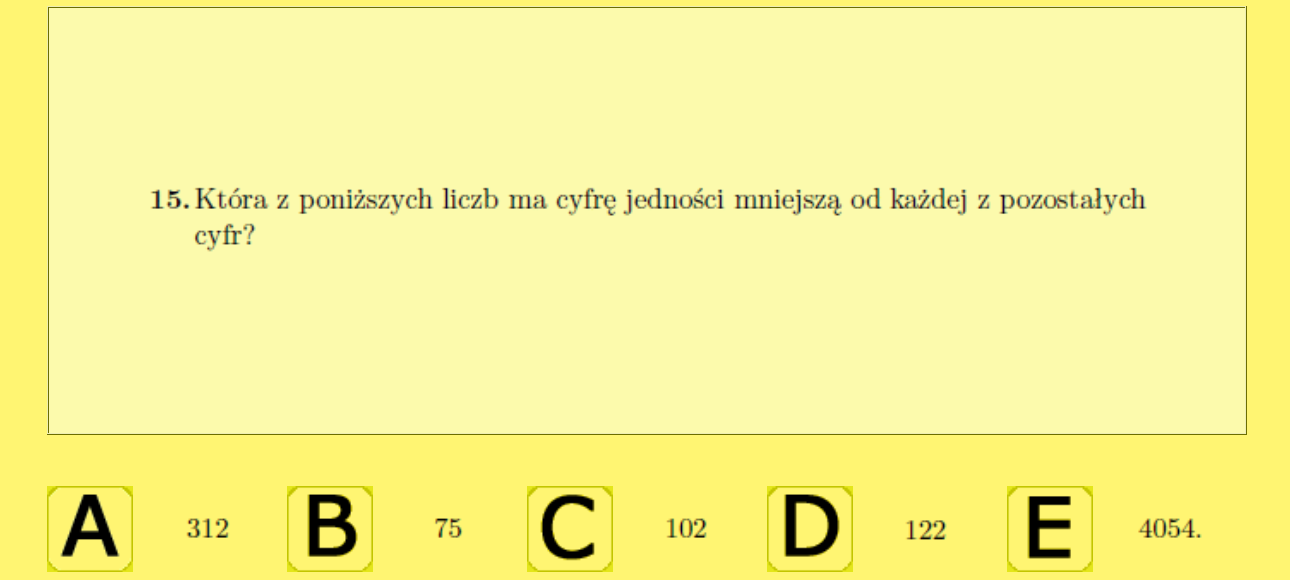 15. Która z poniższych liczb ma cyfrę jedności mniejszą od każdej z pozostałych
cyfr?
A 312 B 75 C 102 D 122 E 4054.